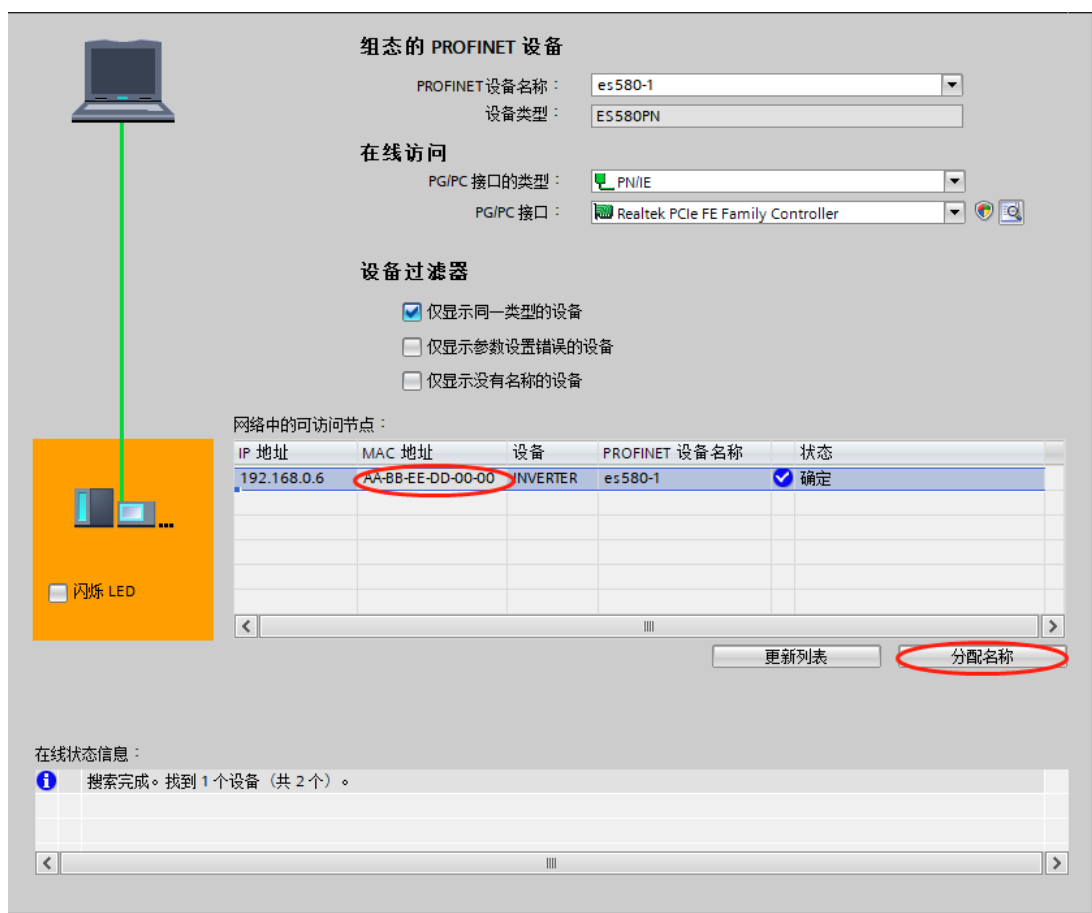 组态的 PROFINET 设备
PROFINET设备名称： es580-1
设备类型： ES580PN
在线访问
PG/PC 接口的类型： PN/IE
PG/PC 接口： Realtek PCIe FE Family Controller
设备过滤器
仅显示同一类型的设备
仅显示参数设置错误的设备
仅显示没有名称的设备
网络中的可访问节点：
IP 地址 MAC 地址 设备 PROFINET 设备名称 状态
192.168.0.6 AA-BB-EE-DD-00-00 INVERTER es580-1 确定
闪烁 LED
更新列表 分配名称
在线状态信息：
搜索完成。找到 1 个设备（共 2 个）。